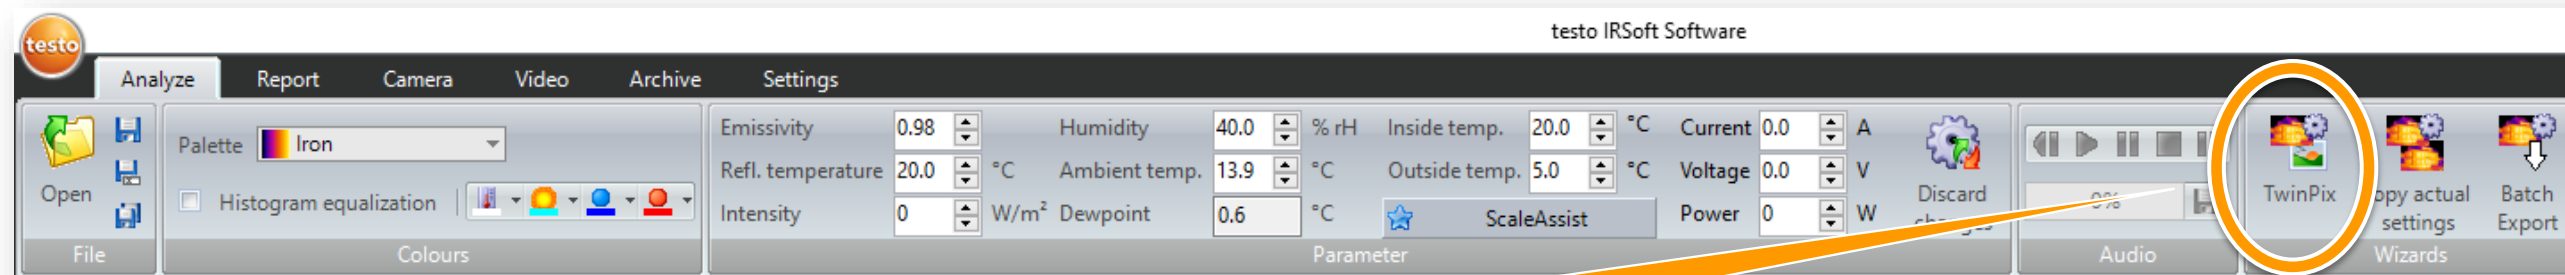 testo IRSoft Software
testo
Analyze Report Camera Video Archive Settings
Open
File
Palette Iron
Histogram equalization
Colours
Emissivity 0.98 Humidity 40.0 % rH Inside temp. 20.0 °C Current 0.0 A
Refl. temperature 20.0 °C Ambient temp. 13.9 °C Outside temp. 5.0 °C Voltage 0.0 V
Intensity 0 W/m² Dewpoint 0.6 °C ScaleAssist Power 0 W
Discard
Parameter
Audio
TwinPix
opy actual
settings
Batch
Export
Wizards